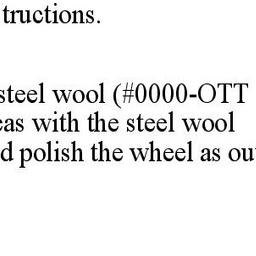 tructions.
steel wool (#0000-OTT
eas with the steel wool
d polish the wheel as ou